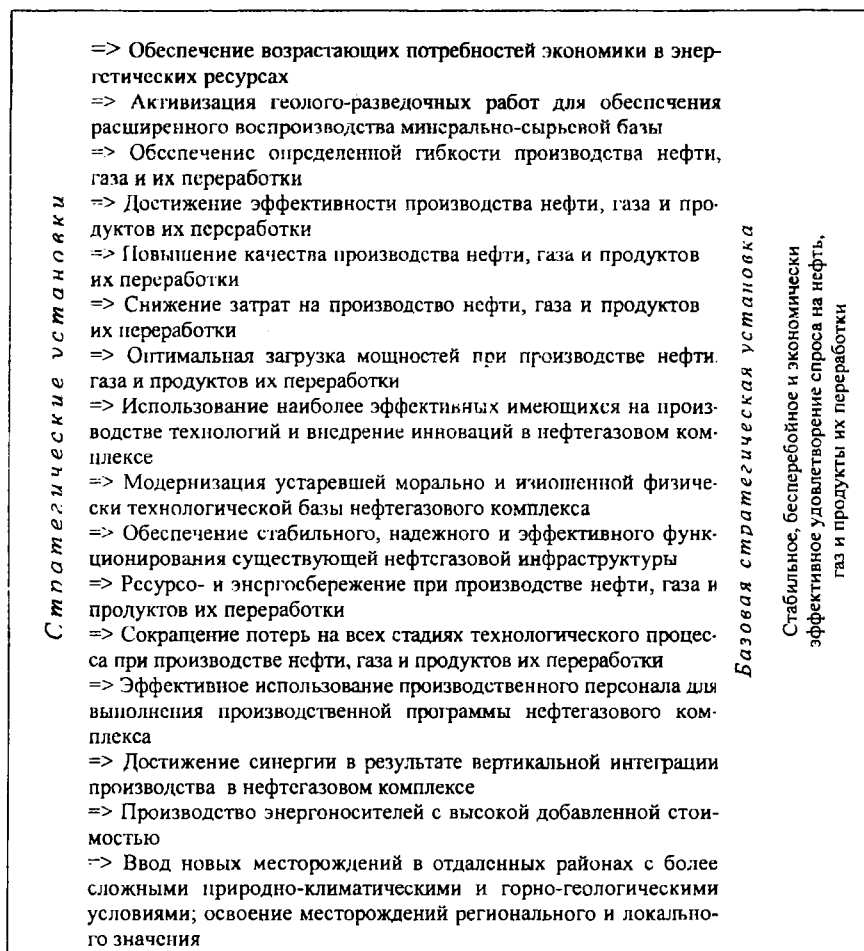 Стратегические установки
=> Обеспечение возрастающих потребностей экономики в энер-
гетических ресурсах
=> Активизация геолого-разведочных работ для обеспечения
расширенного воспроизводства минерально-сырьевой базы
=> Обеспечение определенной гибкости производства нефти,
газа и их переработки
=> Достижение эффективности производства нефти, газа и про-
дуктов их переработки
=> Повышение качества производства нефти, газа и продуктов
их переработки
=> Снижение затрат на производство нефти, газа и продуктов
их переработки
=> Оптимальная загрузка мощностей при производстве нефти,
газа и продуктов их переработки
=> Использование наиболее эффективных имеющихся на произ-
водстве технологий и внедрение инноваций в нефтегазовом ком-
плексе
=> Модернизация устаревшей морально и изношенной физиче-
ски технологической базы нефтегазового комплекса
=> Обеспечение стабильного, надежного и эффективного функ-
ционирования существующей нефтегазовой инфраструктуры
=> Ресурсо- и энергосбережение при производстве нефти, газа и
продуктов их переработки
=> Сокращение потерь на всех стадиях технологического процес-
са при производстве нефти, газа и продуктов их переработки
=> Эффективное использование производственного персонала для
выполнения производственной программы нефтегазового ком-
плекса
=> Достижение синергии в результате вертикальной интеграции
производства в нефтегазовом комплексе
=> Производство энергоносителей с высокой добавленной стои-
мостью
=> Ввод новых месторождений в отдаленных районах с более
сложными природно-климатическими и горно-геологическими
условиями; освоение месторождений регионального и локально-
го значения
Базовая стратегическая установка
Стабильное, бесперебойное и экономически
эффективное удовлетворение спроса на нефть,
газ и продукты их переработки